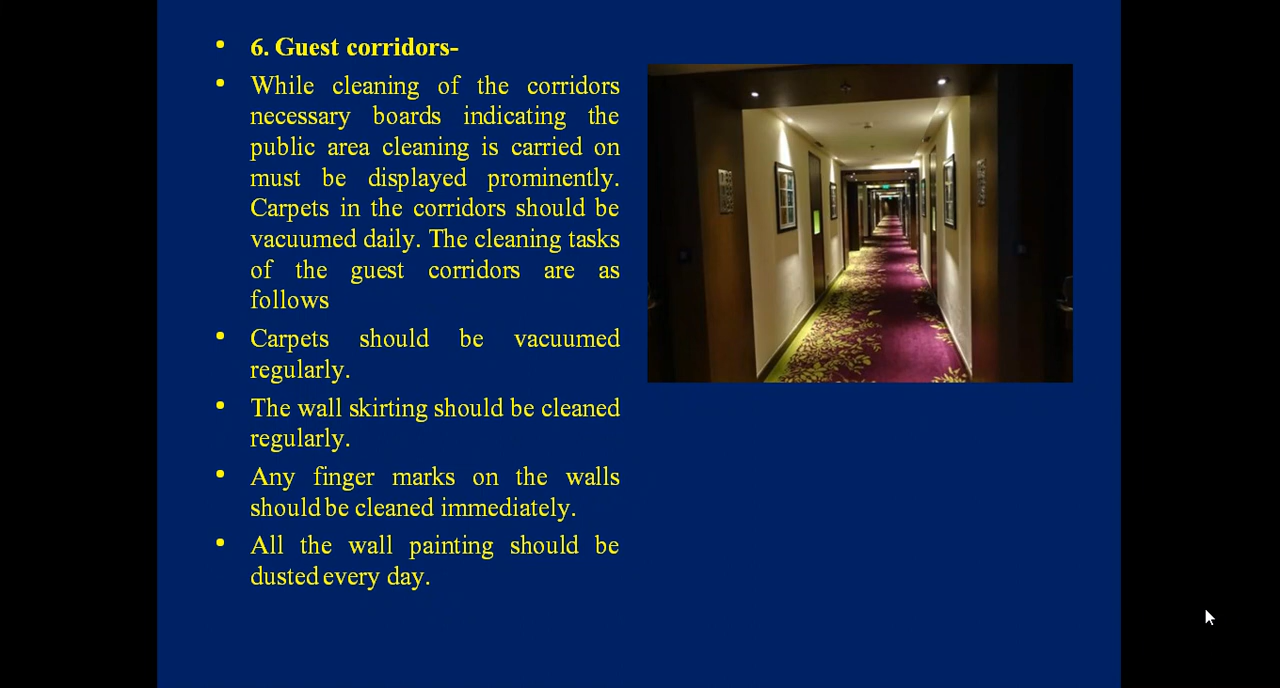 • 6. Guest corridors-
• While cleaning of the corridors
necessary boards indicating the
public area cleaning is carried on
must be displayed prominently.
Carpets in the corridors should be
vacuumed daily. The cleaning tasks
of the guest corridors are as
follows
• Carpets should be vacuumed
regularly.
• The wall skirting should be cleaned
regularly.
• Any finger marks on the walls
should be cleaned immediately.
• All the wall painting should be
dusted every day.